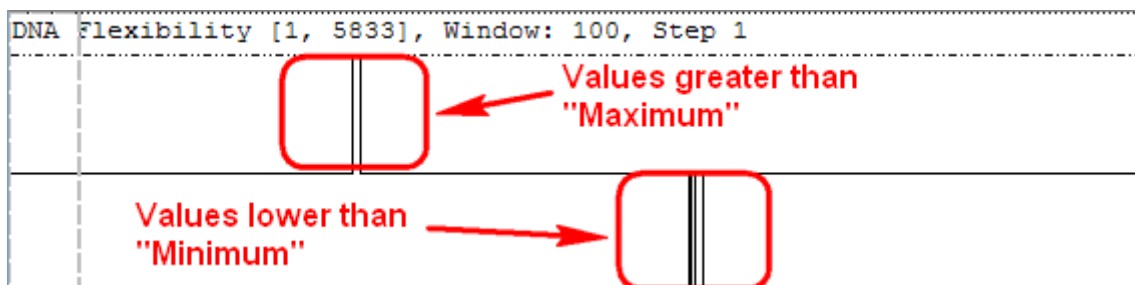 DNA Flexibility [1, 5833], Window: 100, Step 1
Values greater than
"Maximum"
Values lower than
"Minimum"